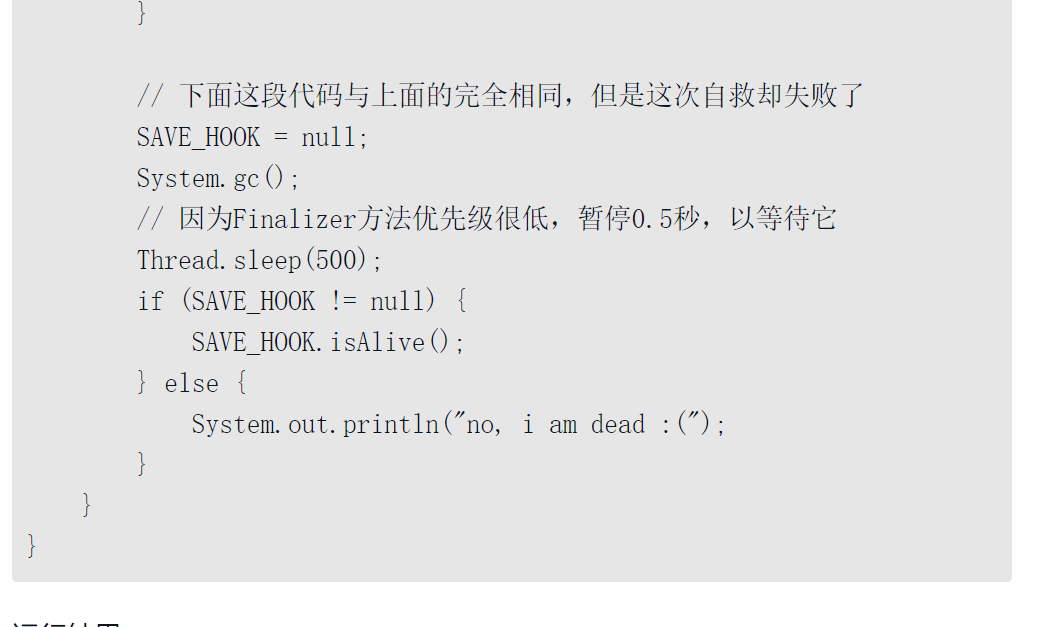 }
// 下面这段代码与上面的完全相同，但是这次自救却失败了
SAVE_HOOK = null;
System.gc();
// 因为Finalizer方法优先级很低，暂停0.5秒，以等待它
Thread.sleep(500);
if (SAVE_HOOK != null) {
SAVE_HOOK.isAlive();
} else {
System.out.println("no, i am dead :(");
}
}
}